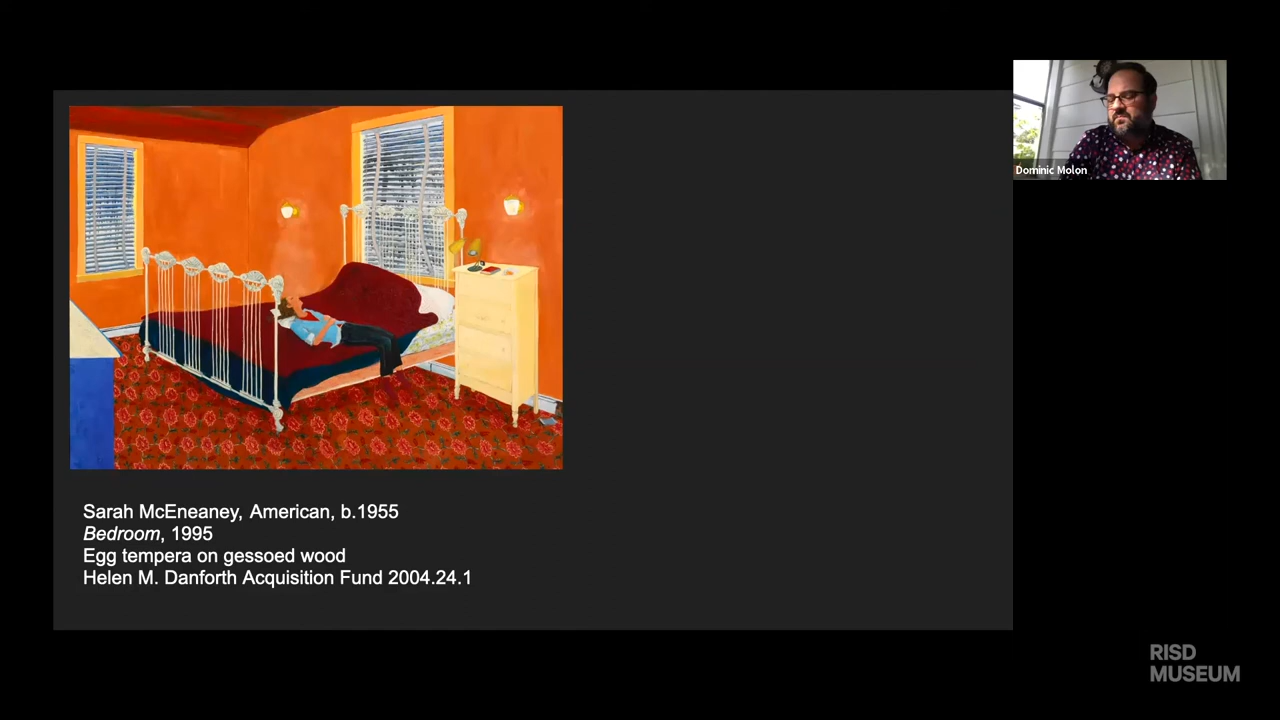 Dominic Molon
Sarah McEneaney, American, b.1955
Bedroom, 1995
Egg tempera on gessoed wood
Helen M. Danforth Acquisition Fund 2004.24.1
RISD
MUSEUM